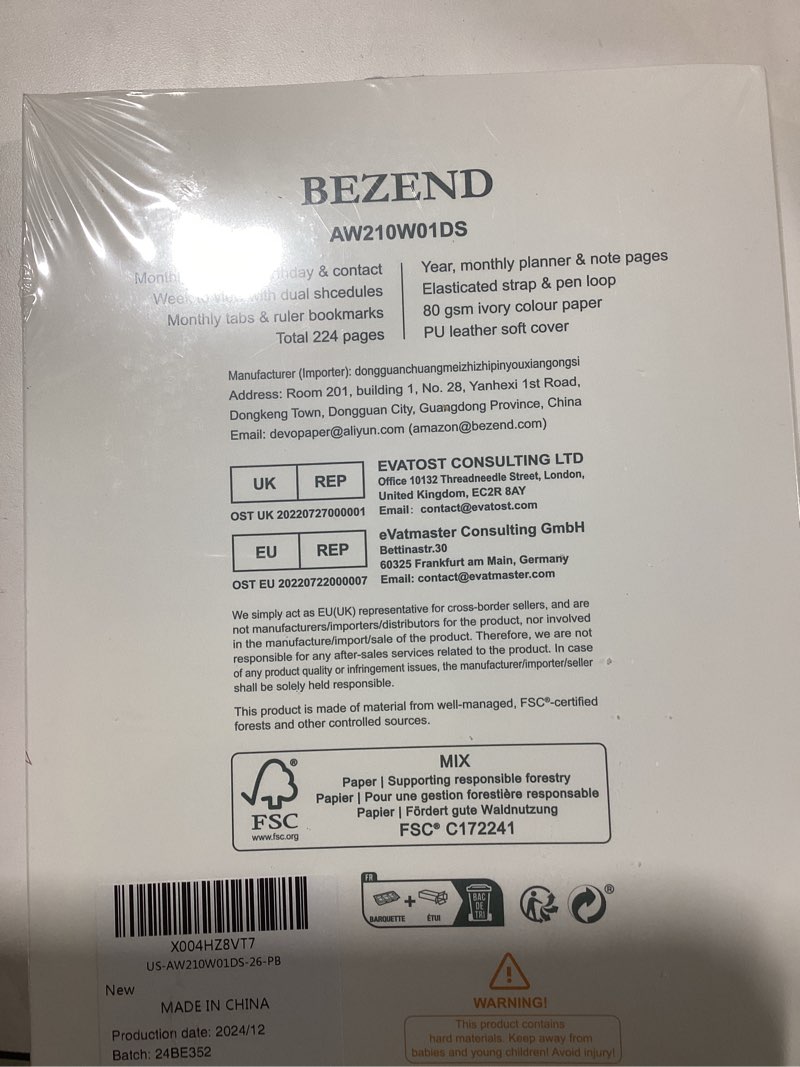 BEZEND
AW210W01DS
& contact
with dual shcedules
Monthly tabs & ruler bookmarks
Total 224 pages
Year, monthly planner & note pages
Elasticated strap & pen loop
80 gsm ivory colour paper
PU leather soft cover
Manufacturer (Importer): dongguanchuangmeizhizhipinyouxiangongsi
Address: Room 201, building 1, No. 28, Yanhexi 1st Road,
Dongkeng Town, Dongguan City, Guangdong Province, China
Email: devopaper@aliyun.com (amazon@bezend.com)
UK REP
OST UK 20220727000001
EVATOST CONSULTING LTD
Office 10132 Threadneedle Street, London,
United Kingdom, EC2R 8AY
Email: contact@evatost.com
EU REP
OST EU 20220722000007
eVatmaster Consulting GmbH
Bettinastr.30
60325 Frankfurt am Main, Germany
Email: contact@evatmaster.com
We simply act as EU(UK) representative for cross-border sellers, and are
not manufacturers/importers/distributors for the product, nor involved
in the manufacture/import/sale of the product. Therefore, we are not
responsible for any after-sales services related to the product. In case
of any product quality or infringement issues, the manufacturer/importer/seller
shall be solely held responsible.
This product is made of material from well-managed, FSC®-certified
forests and other controlled sources.
®
FSC
www.fsc.org
MIX
Paper | Supporting responsible forestry
Papier | Pour une gestion forestière responsable
Papier | Fördert gute Waldnutzung
FSC® C172241
FR
BARQUETTE + ÉTUI
BAC
DE
TRI
®
X004HZ8VT7
US-AW210W01DS-26-PB
New
MADE IN CHINA
Production date: 2024/12
Batch: 24BE352
WARNING!
This product contains
hard materials. Keep away from
babies and young children! Avoid injury!